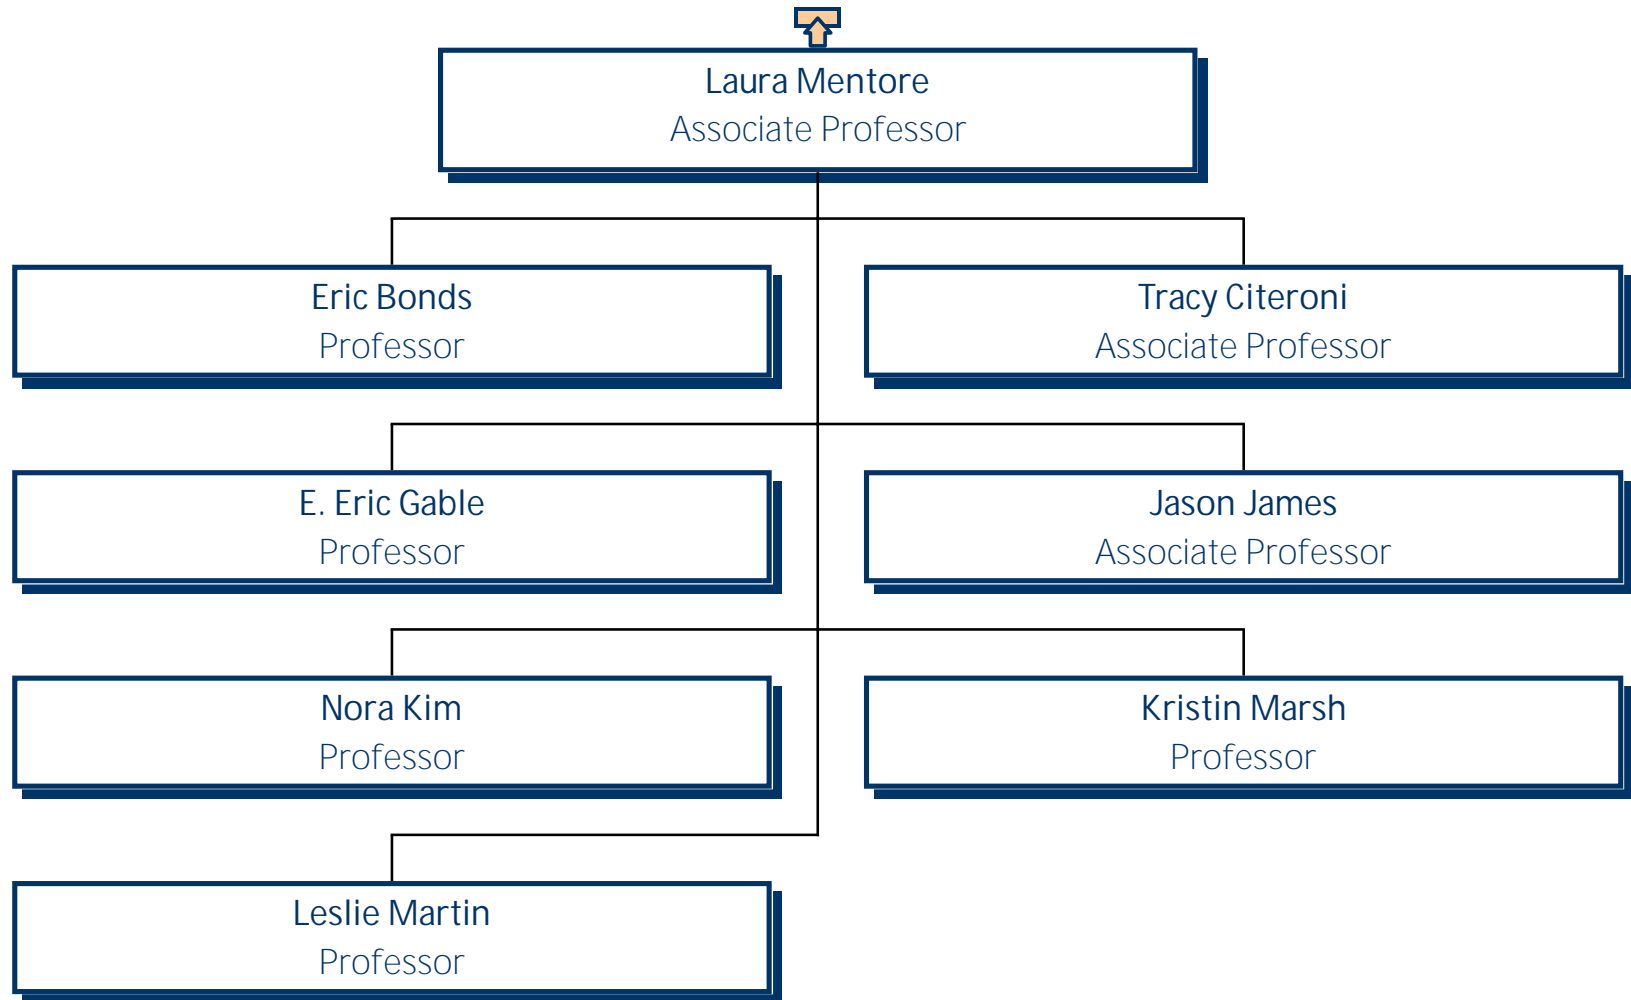 Laura Mentore
Associate Professor
Eric Bonds
Professor
Tracy Citeroni
Associate Professor
E. Eric Gable
Professor
Jason James
Associate Professor
Nora Kim
Professor
Kristin Marsh
Professor
Leslie Martin
Professor